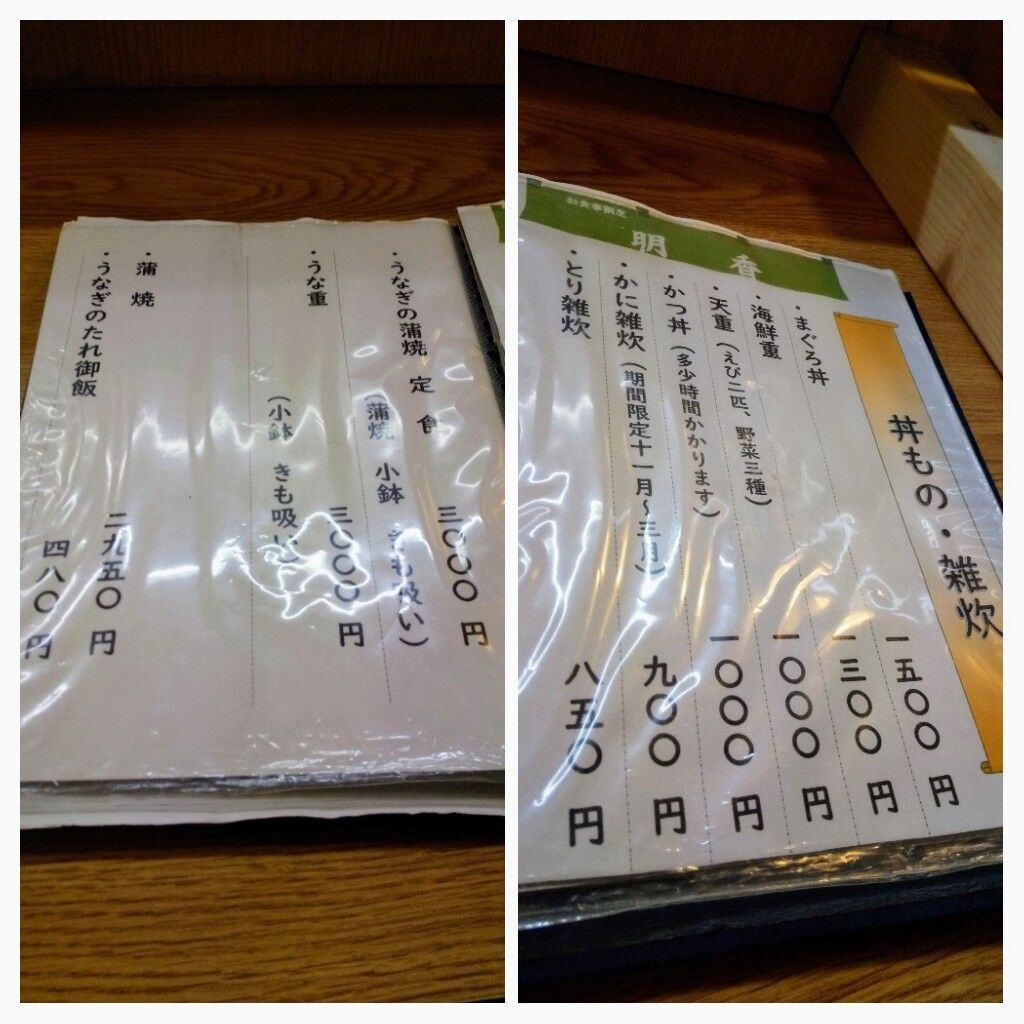 ・うなぎの蒲焼 定食 三〇〇〇 円
(蒲焼 小鉢 きも吸い)
・うな重 三〇〇〇 円
(小鉢 きも吸い)
・蒲 焼 二九五〇 円
・うなぎのたれ御飯 四八〇 円
お食事割烹
明 香
丼もの・雑炊
・まぐろ丼 一五〇〇 円
・海鮮重 一三〇〇 円
・天重(えび二匹、野菜三種) 一〇〇〇 円
・かつ丼(多少時間かかります) 一〇〇〇 円
・かに雑炊(期間限定十一月~三月) 九〇〇 円
・とり雑炊 八五〇 円